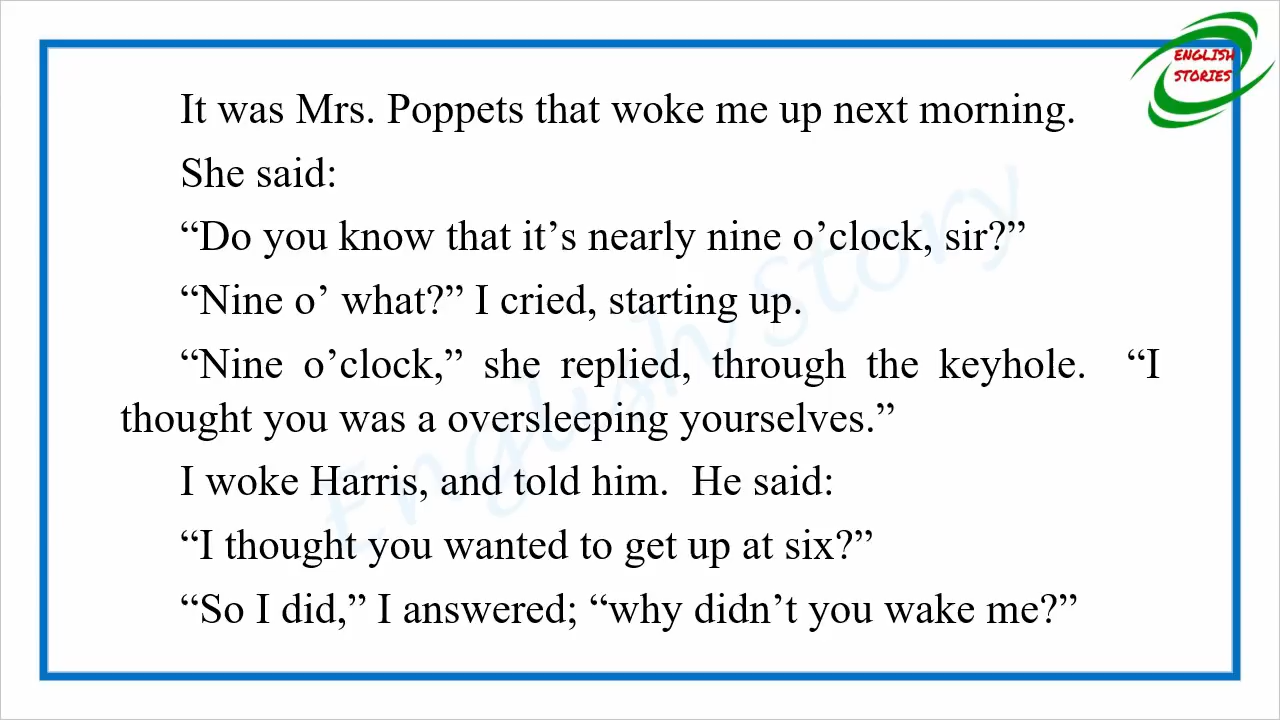 ENGLISH
STORIES
It was Mrs. Poppets that woke me up next morning.
She said:
“Do you know that it’s nearly nine o’clock, sir?”
“Nine o’ what?” I cried, starting up.
“Nine o’clock,” she replied, through the keyhole.  “I
thought you was a oversleeping yourselves.”
I woke Harris, and told him.  He said:
“I thought you wanted to get up at six?”
“So I did,” I answered; “why didn’t you wake me?”
English Story